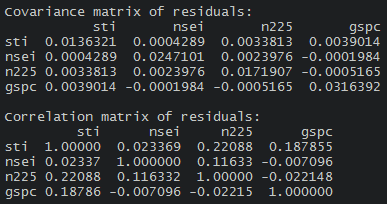 Covariance matrix of residuals:
sti nsei n225 gspc
sti 0.0136321 0.0004289 0.0033813 0.0039014
nsei 0.0004289 0.0247101 0.0023976 -0.0001984
n225 0.0033813 0.0023976 0.0171907 -0.0005165
gspc 0.0039014 -0.0001984 -0.0005165 0.0316392
Correlation matrix of residuals:
sti nsei n225 gspc
sti 1.00000 0.023369 0.22088 0.187855
nsei 0.02337 1.000000 0.11633 -0.007096
n225 0.22088 0.116332 1.00000 -0.022148
gspc 0.18786 -0.007096 -0.02215 1.000000